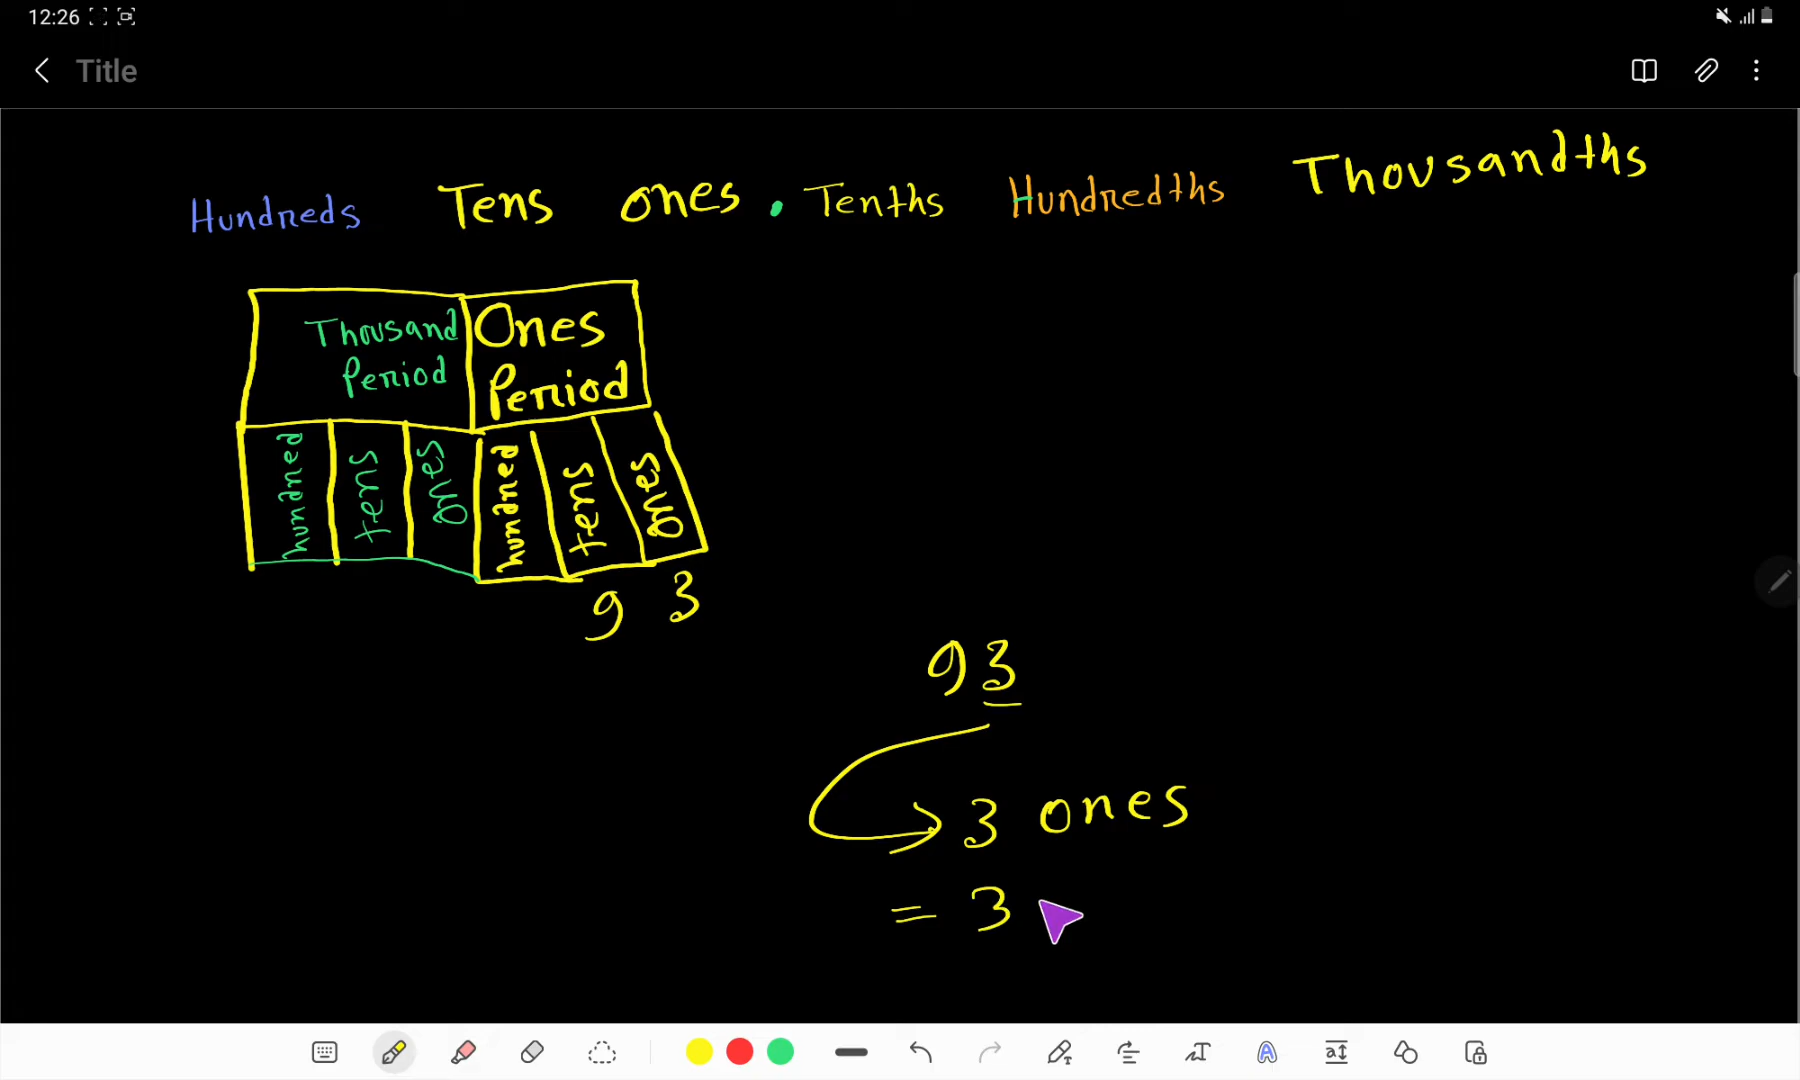 12:26
Title
Hundreds Tens ones . Tenths Hundredths Thousandths
Thousand Period
Ones Period
hundred tens ones hundred tens ones
9 3
93
3 ones
= 3